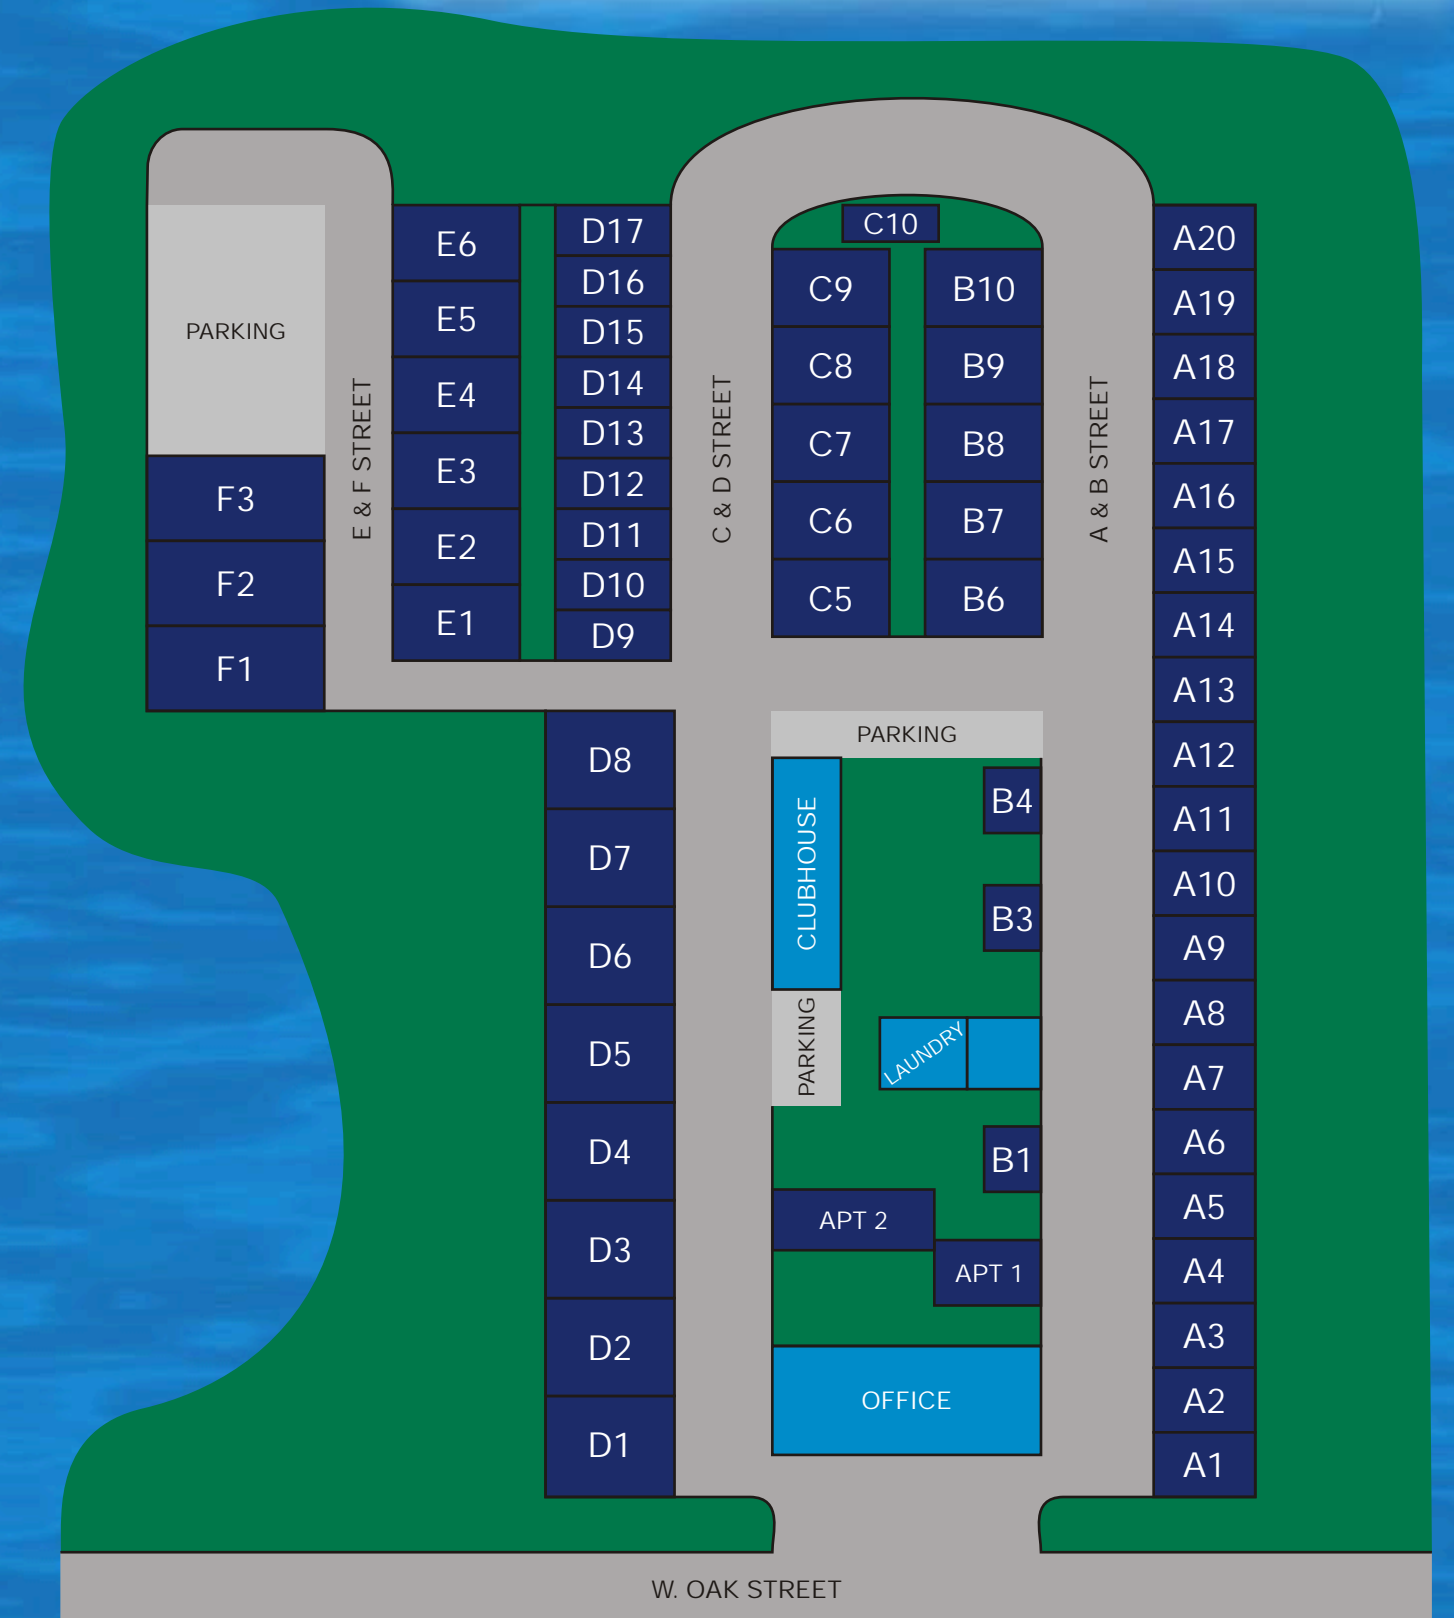 C10
D17
E6
A20
D16
C9
B10
A19
E5
PARKING
D15
C8
B9
A18
D14
E4
D13
C7
B8
A17
E & F STREET
C & D STREET
A & B STREET
E3
D12
F3
A16
C6
B7
D11
E2
A15
F2
D10
C5
B6
E1
A14
D9
F1
A13
PARKING
D8
A12
B4
A11
CLUBHOUSE
D7
A10
B3
A9
D6
A8
PARKING
LAUNDRY
D5
A7
A6
D4
B1
A5
APT 2
D3
A4
APT 1
A3
D2
A2
OFFICE
D1
A1
W. OAK STREET